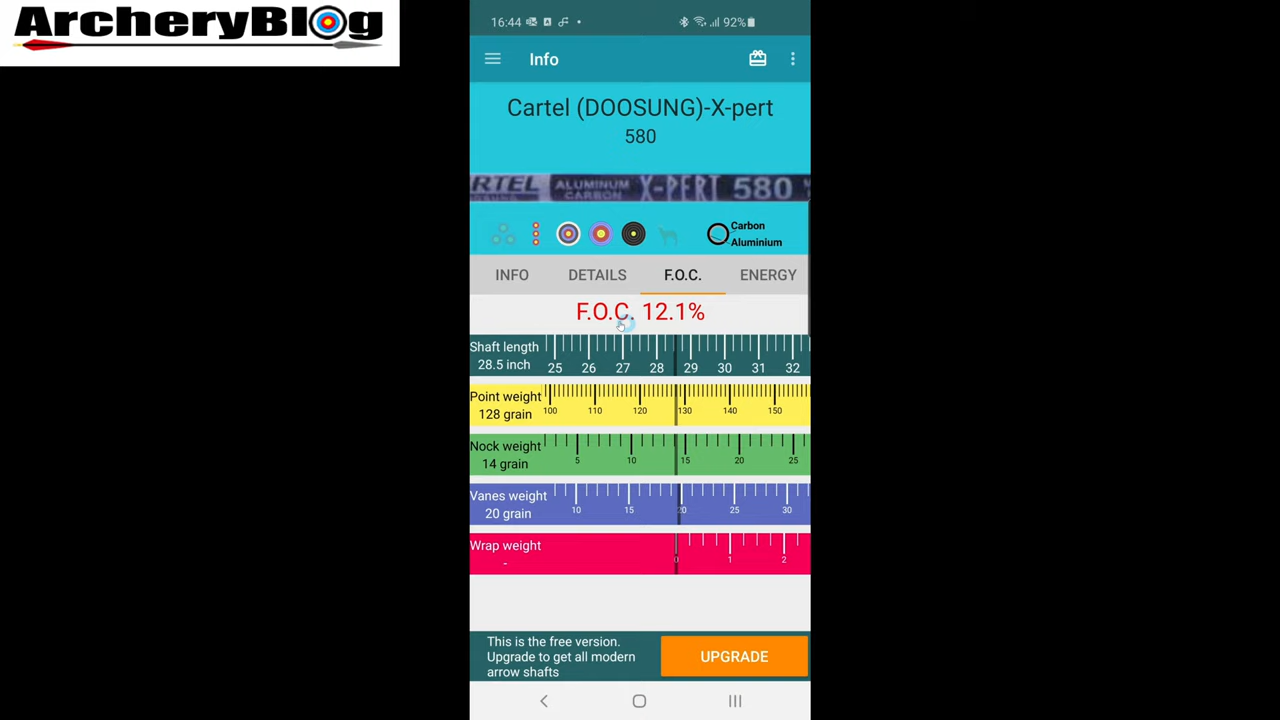 ArcheryBlog
16:44
92%
Info
Cartel (DOOSUNG)-X-pert
580
ALUMINUM
CARBON
X-PERT 580
Carbon
Aluminium
INFO DETAILS F.O.C. ENERGY
F.O.C. 12.1%
Shaft length
28.5 inch
25 26 27 28 29 30 31 32
Point weight
128 grain
100 110 120 130 140 150
Nock weight
14 grain
5 10 15 20 25
Vanes weight
20 grain
10 15 20 25 30
Wrap weight
-
0 1 2
This is the free version.
Upgrade to get all modern
arrow shafts
UPGRADE